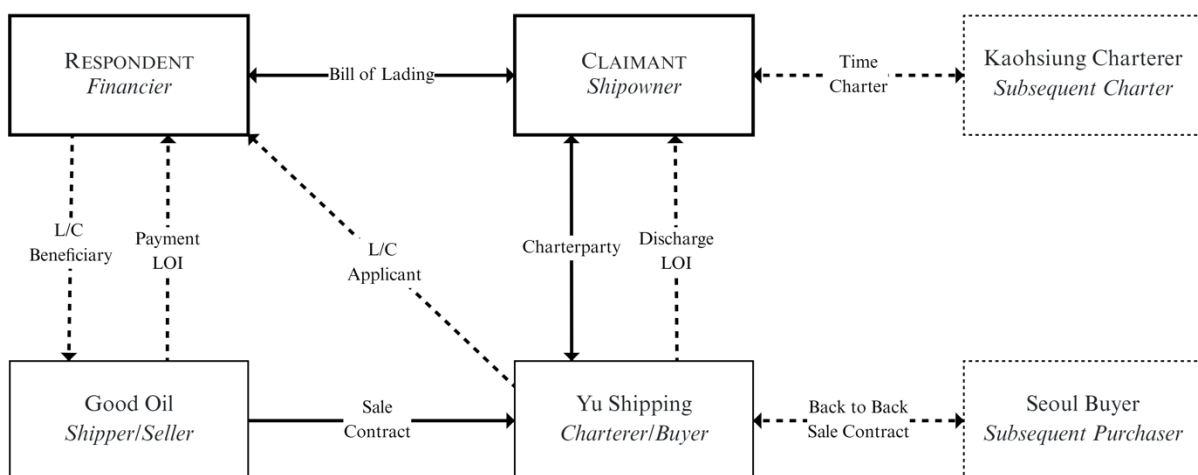 RESPONDENT
Financier
Bill of Lading
CLAIMANT
Shipowner
Time
Charter
Kaohsiung Charterer
Subsequent Charter
L/C
Beneficiary
Payment
LOI
L/C
Applicant
Charterparty
Discharge
LOI
Good Oil
Shipper/Seller
Sale
Contract
Yu Shipping
Charterer/Buyer
Back to Back
Sale Contract
Seoul Buyer
Subsequent Purchaser